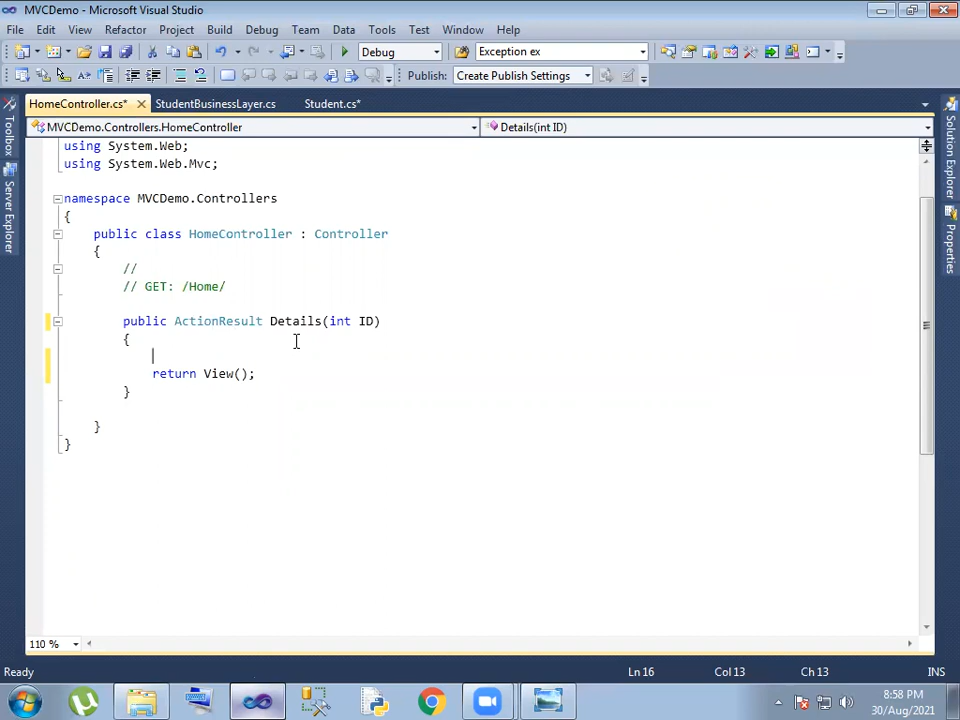 MVCDemo - Microsoft Visual Studio
File Edit View Refactor Project Build Debug Team Data Tools Test Window Help
Debug Exception ex
Publish: Create Publish Settings
HomeController.cs* StudentBusinessLayer.cs Student.cs*
MVCDemo.Controllers.HomeController Details(int ID)
Toolbox
Server Explorer
Solution Explorer
Properties
using System.Web;
using System.Web.Mvc;
namespace MVCDemo.Controllers
{
public class HomeController : Controller
{
//
// GET: /Home/
public ActionResult Details(int ID)
{
return View();
}
}
}
110 %
Ready Ln 16 Col 13 Ch 13 INS
8:58 PM
30/Aug/2021